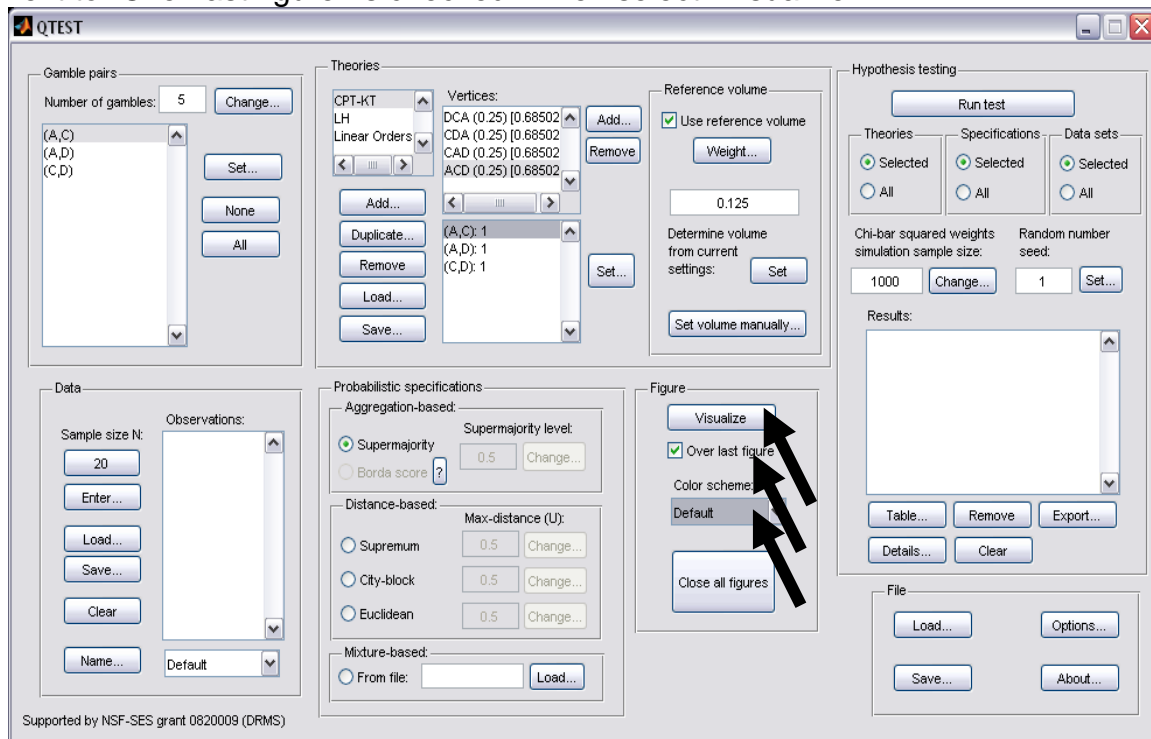 QTEST
Gamble pairs
Number of gambles: 5 Change...
(A,C)
(A,D)
(C,D)
Set...
None
All
Theories
CPT-KT
LH
Linear Orders
Add...
Duplicate...
Remove
Load...
Save...
Vertices:
DCA (0.25) [0.68502
CDA (0.25) [0.68502
CAD (0.25) [0.68502
ACD (0.25) [0.68502
Add...
Remove
(A,C): 1
(A,D): 1
(C,D): 1
Set...
Reference volume
Use reference volume
Weight...
0.125
Determine volume
from current
settings: Set
Set volume manually...
Hypothesis testing
Run test
Theories
Selected
All
Specifications
Selected
All
Data sets
Selected
All
Chi-bar squared weights
simulation sample size:
1000 Change...
Random number
seed:
1 Set...
Results:
Table... Remove Export...
Details... Clear
Data
Sample size N:
20
Enter...
Load...
Save...
Clear
Name... Default
Observations:
Probabilistic specifications
Aggregation-based:
Supermajority level:
Supermajority 0.5 Change...
Borda score ?
Distance-based:
Max-distance (U):
Supremum 0.5 Change...
City-block 0.5 Change...
Euclidean 0.5 Change...
Mixture-based:
From file: Load...
Figure
Visualize
Over last figure
Color scheme:
Default
Close all figures
File
Load... Options...
Save... About...
Supported by NSF-SES grant 0820009 (DRMS)